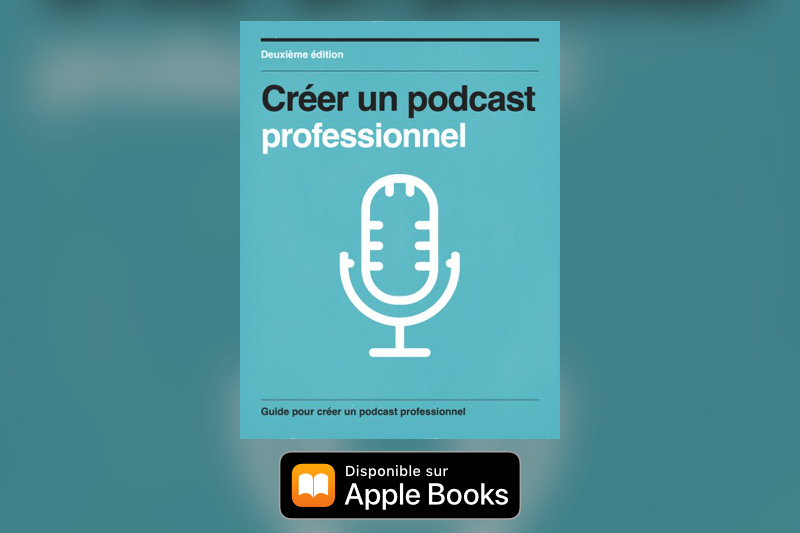 Deuxième édition
Créer un podcast
professionnel
Guide pour créer un podcast professionnel
Disponible sur
Apple Books